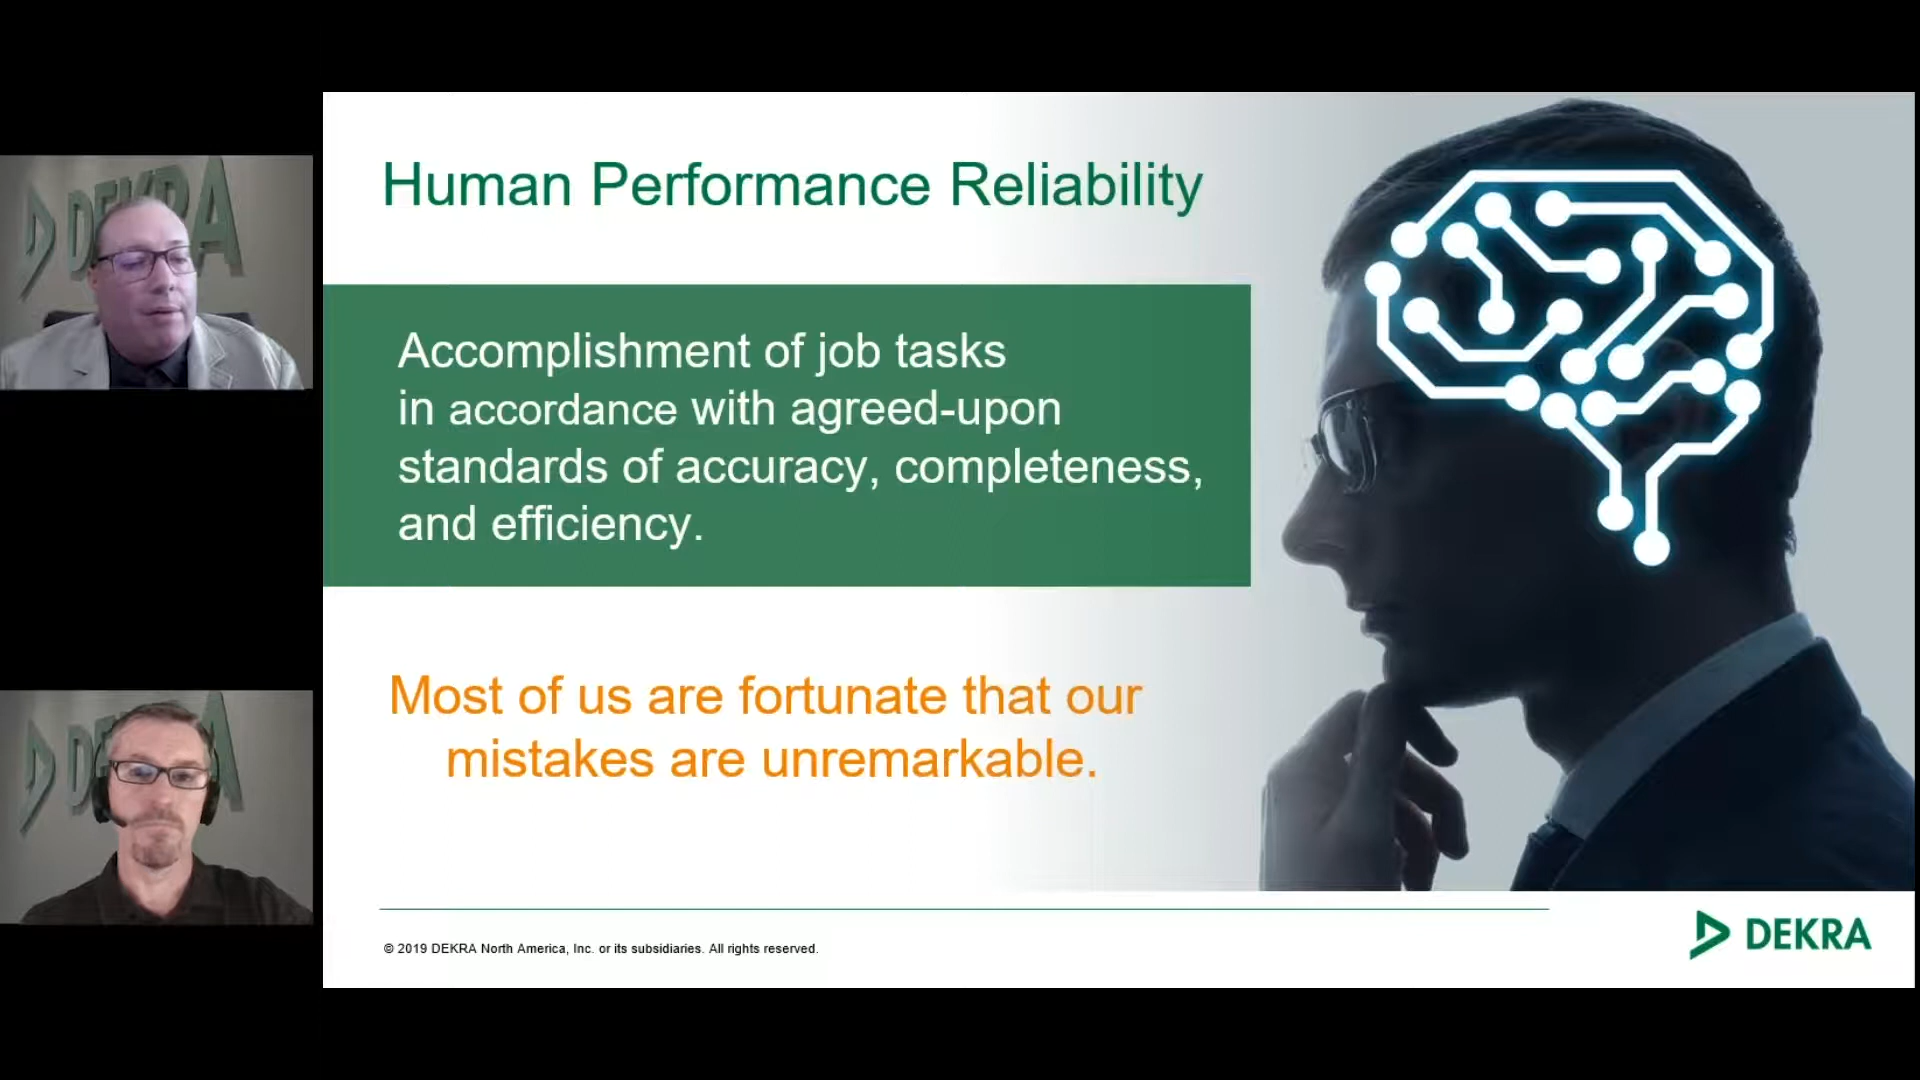 DEKRA
Human Performance Reliability
Accomplishment of job tasks
in accordance with agreed-upon
standards of accuracy, completeness,
and efficiency.
Most of us are fortunate that our
mistakes are unremarkable.
© 2019 DEKRA North America, Inc. or its subsidiaries. All rights reserved.
DEKRA